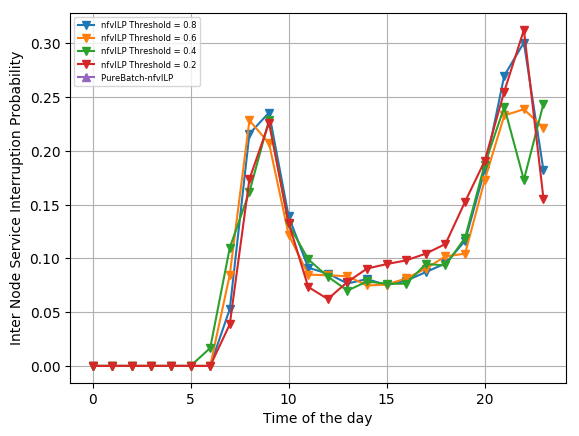 nfvILP Threshold = 0.8
nfvILP Threshold = 0.6
nfvILP Threshold = 0.4
nfvILP Threshold = 0.2
PureBatch-nfvILP
Inter Node Service Interruption Probability
0.30
0.25
0.20
0.15
0.10
0.05
0.00
0 5 10 15 20
Time of the day